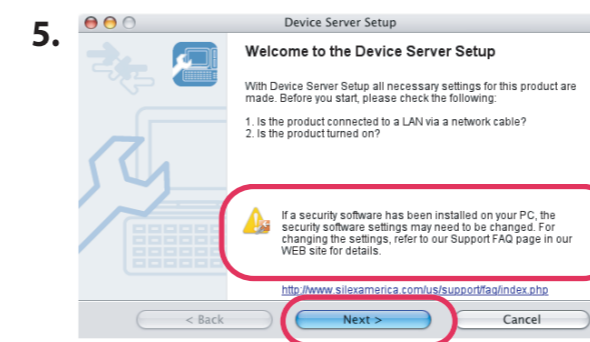 5.
Device Server Setup
Welcome to the Device Server Setup
With Device Server Setup all necessary settings for this product are
made. Before you start, please check the following:
1. Is the product connected to a LAN via a network cable?
2. Is the product turned on?
If a security software has been installed on your PC, the
security software settings may need to be changed. For
changing the settings, refer to our Support FAQ page in our
WEB site for details.
http://www.silexamerica.com/us/support/faq/index.php
< Back Next > Cancel